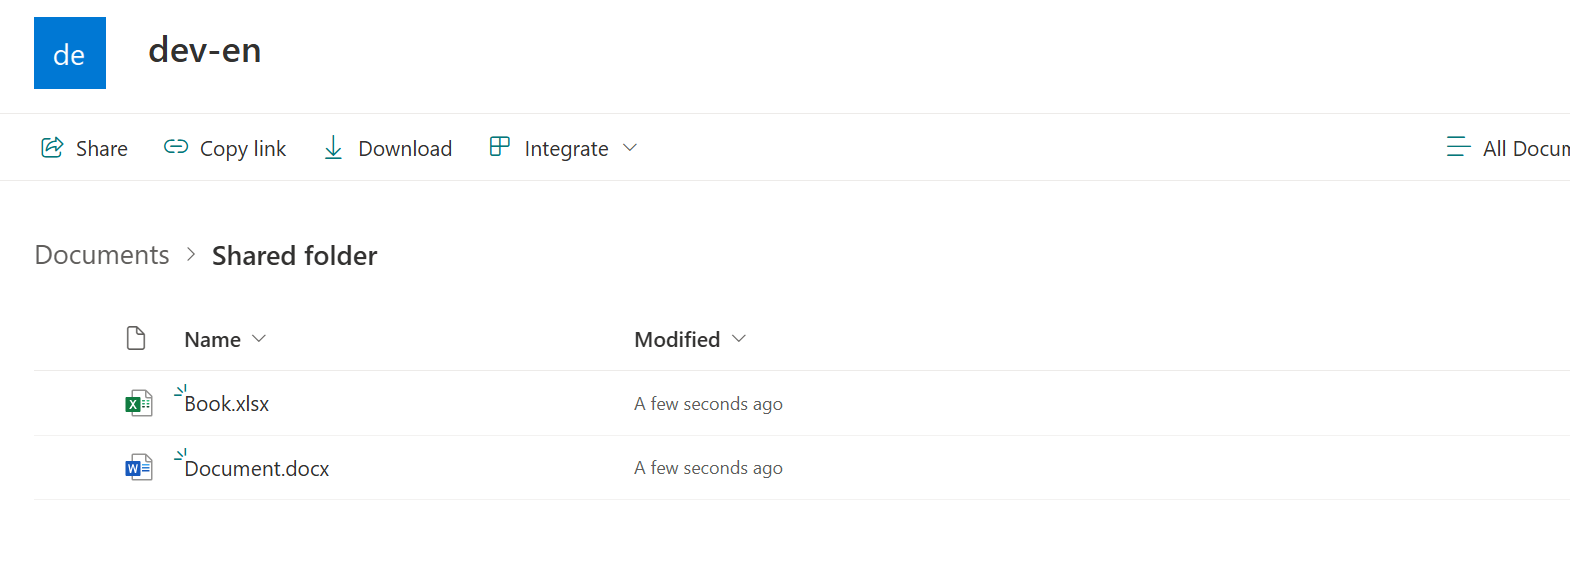 de
dev-en
Share Copy link Download Integrate All Docum
Documents > Shared folder
Name Modified
Book.xlsx A few seconds ago
Document.docx A few seconds ago